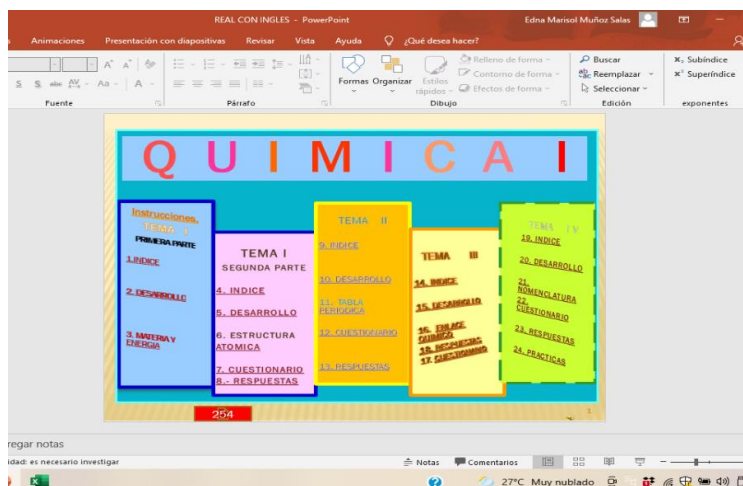 REAL CON INGLES - PowerPoint
Edna Marisol Muñoz Salas
Animaciones Presentación con diapositivas Revisar Vista Ayuda ¿Qué desea hacer?
Formas Organizar Estilos rápidos
Relleno de forma
Contorno de forma
Efectos de forma
Buscar
Reemplazar
Seleccionar
Subíndice
Superíndice
Fuente Párrafo Dibujo Edición exponentes
QUIMICA I
Instrucciones.
TEMA I
PRIMERA PARTE
1.INDICE
2. DESARROLLO
3. MATERIA Y
ENERGIA
TEMA I
SEGUNDA PARTE
4. INDICE
5. DESARROLLO
6. ESTRUCTURA
ATOMICA
7. CUESTIONARIO
8.- RESPUESTAS
TEMA II
9. INDICE
10. DESARROLLO
11. TABLA
PERIODICA
12. CUESTIONARIO
13. RESPUESTAS
TEMA III
14. INDICE
15. DESARROLLO
16. ENLACE
QUIMICO
18. RESPUESTAS
17. CUESTIONARIO
TEMA IV
19. INDICE
20. DESARROLLO
21.
NOMENCLATURA
22.
CUESTIONARIO
23. RESPUESTAS
24. PRACTICAS
254
1
regar notas
idad: es necesario investigar
Notas Comentarios
27°C Muy nublado